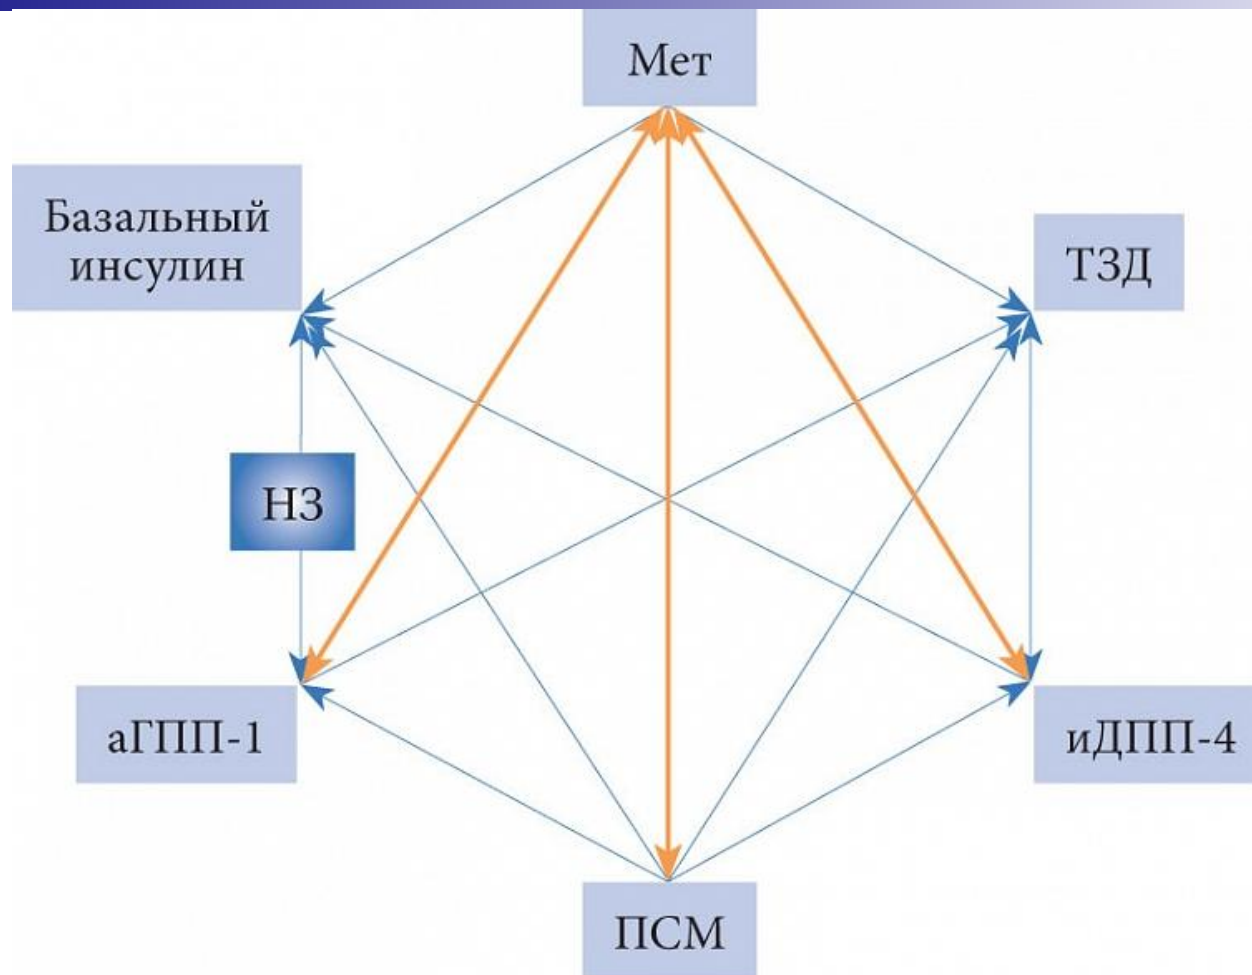 Мет
Базальный
инсулин
ТЗД
НЗ
аГПП-1
иДПП-4
ПСМ